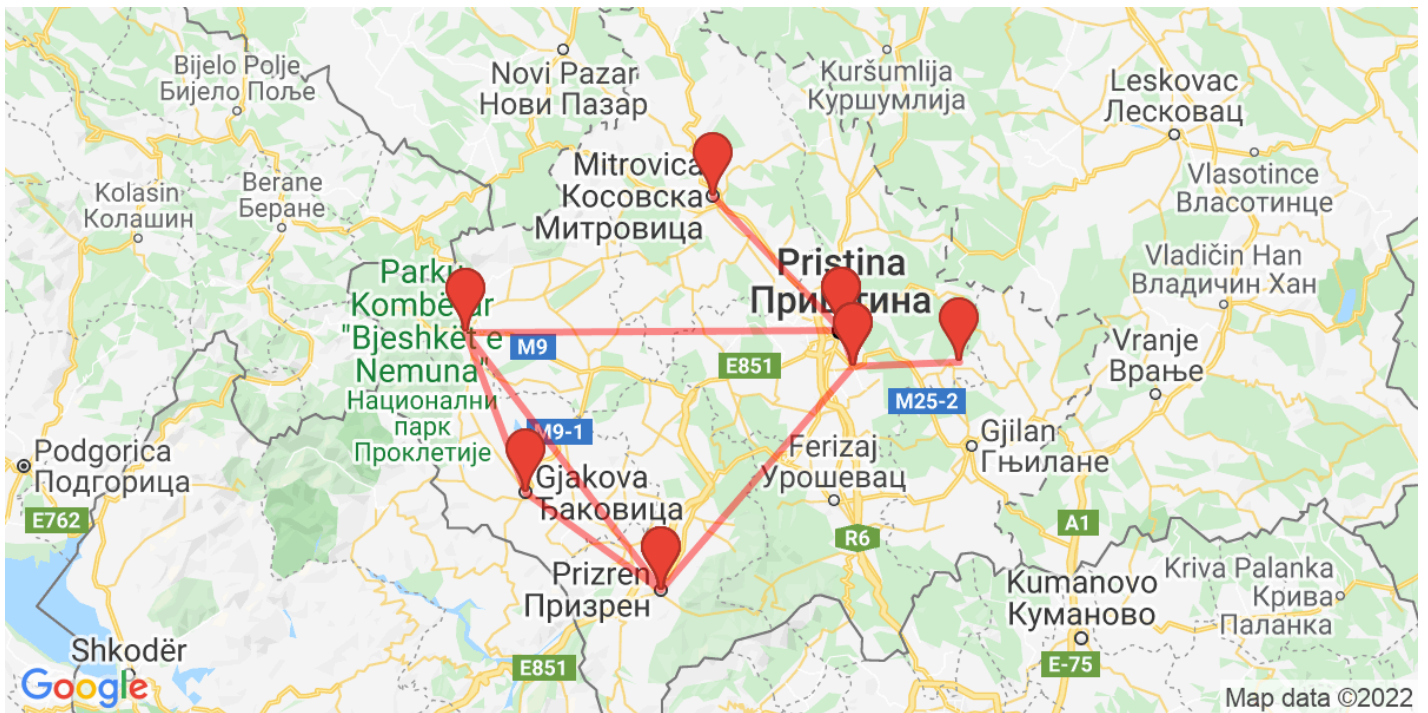 Bijelo Polje
Бијело Поље
Novi Pazar
Нови Пазар
Kuršumlija
Куршумлија
Leskovac
Лесковац
Vlasotince
Власотинце
Mitrovica
Косовска
Митровица
Kolasin
Колашин
Berane
Беране
Pristina
Приштина
Vladičin Han
Владичин Хан
Parku
Kombëtar
"Bjeshkët e
Nemuna"
Национални
парк
Проклетије
M9
E851
M25-2
Vranje
Врање
M9-1
Podgorica
Подгорица
E762
Gjakova
Ђаковица
Ferizaj
Урошевац
Gjilan
Гњилане
R6
A1
Prizren
Призрен
Kumanovo
Куманово
Kriva Palanka
Крива
Паланка
Shkodër
E851
E-75
Google
Map data ©2022